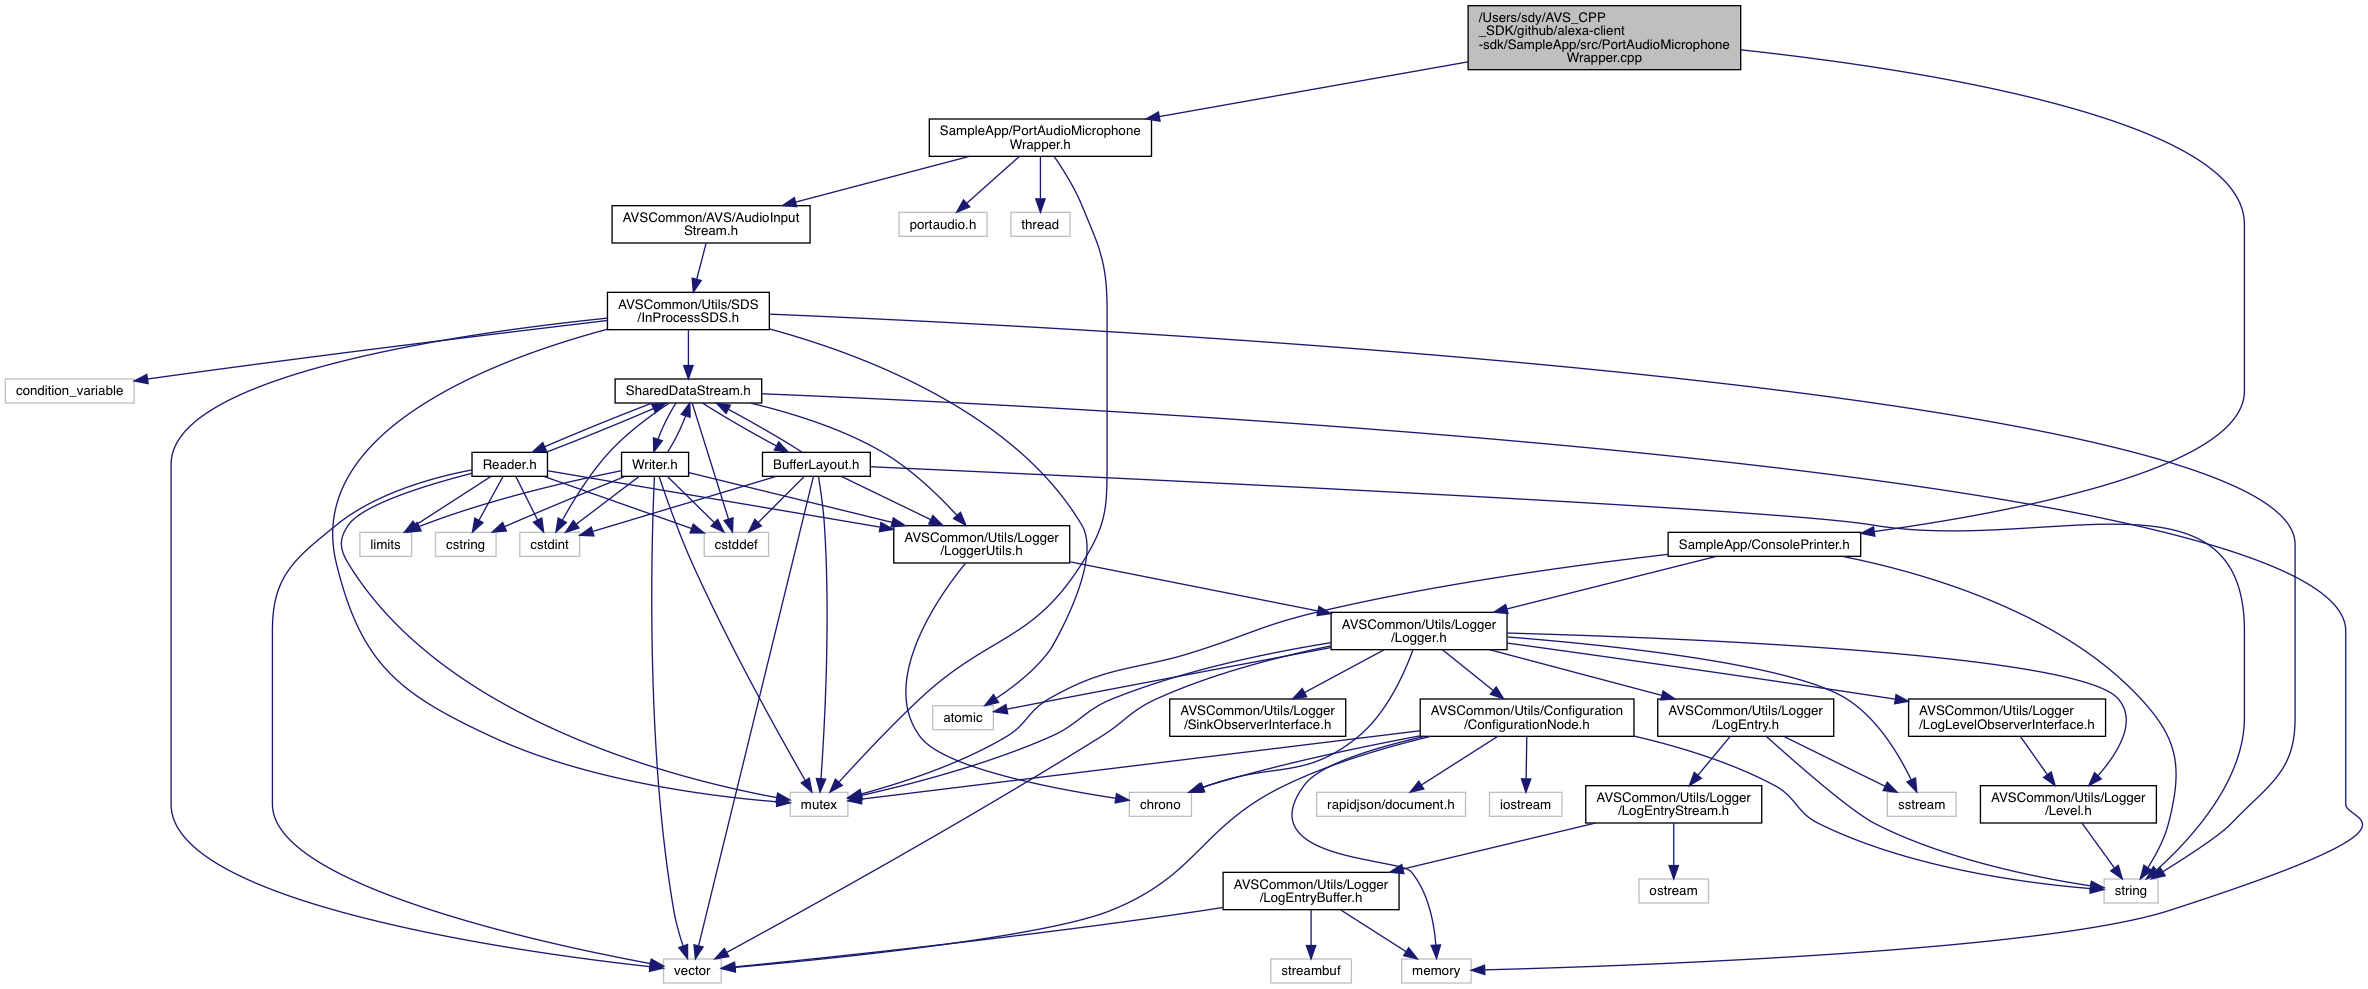 /Users/sdy/AVS_CPP
_SDK/github/alexa-client
-sdk/SampleApp/src/PortAudioMicrophone
Wrapper.cpp
SampleApp/PortAudioMicrophone
Wrapper.h
AVSCommon/AVS/AudioInput
Stream.h
portaudio.h
thread
AVSCommon/Utils/SDS
/InProcessSDS.h
condition_variable
SharedDataStream.h
Reader.h
Writer.h
BufferLayout.h
limits
cstring
cstdint
cstddef
AVSCommon/Utils/Logger
/LoggerUtils.h
SampleApp/ConsolePrinter.h
AVSCommon/Utils/Logger
/Logger.h
atomic
AVSCommon/Utils/Logger
/SinkObserverInterface.h
AVSCommon/Utils/Configuration
/ConfigurationNode.h
AVSCommon/Utils/Logger
/LogEntry.h
AVSCommon/Utils/Logger
/LogLevelObserverInterface.h
mutex
chrono
rapidjson/document.h
iostream
AVSCommon/Utils/Logger
/LogEntryStream.h
sstream
AVSCommon/Utils/Logger
/Level.h
AVSCommon/Utils/Logger
/LogEntryBuffer.h
ostream
string
vector
streambuf
memory